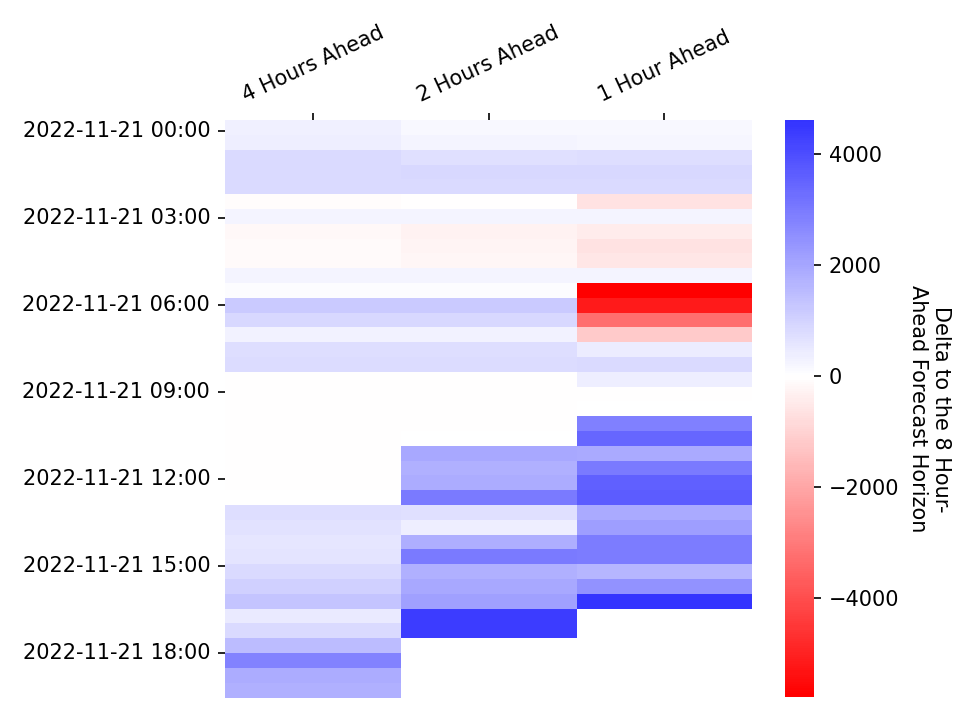 4 Hours Ahead
2 Hours Ahead
1 Hour Ahead
2022-11-21 00:00
2022-11-21 03:00
2022-11-21 06:00
2022-11-21 09:00
2022-11-21 12:00
2022-11-21 15:00
2022-11-21 18:00
4000
2000
0
−2000
−4000
Delta to the 8 Hour-
Ahead Forecast Horizon